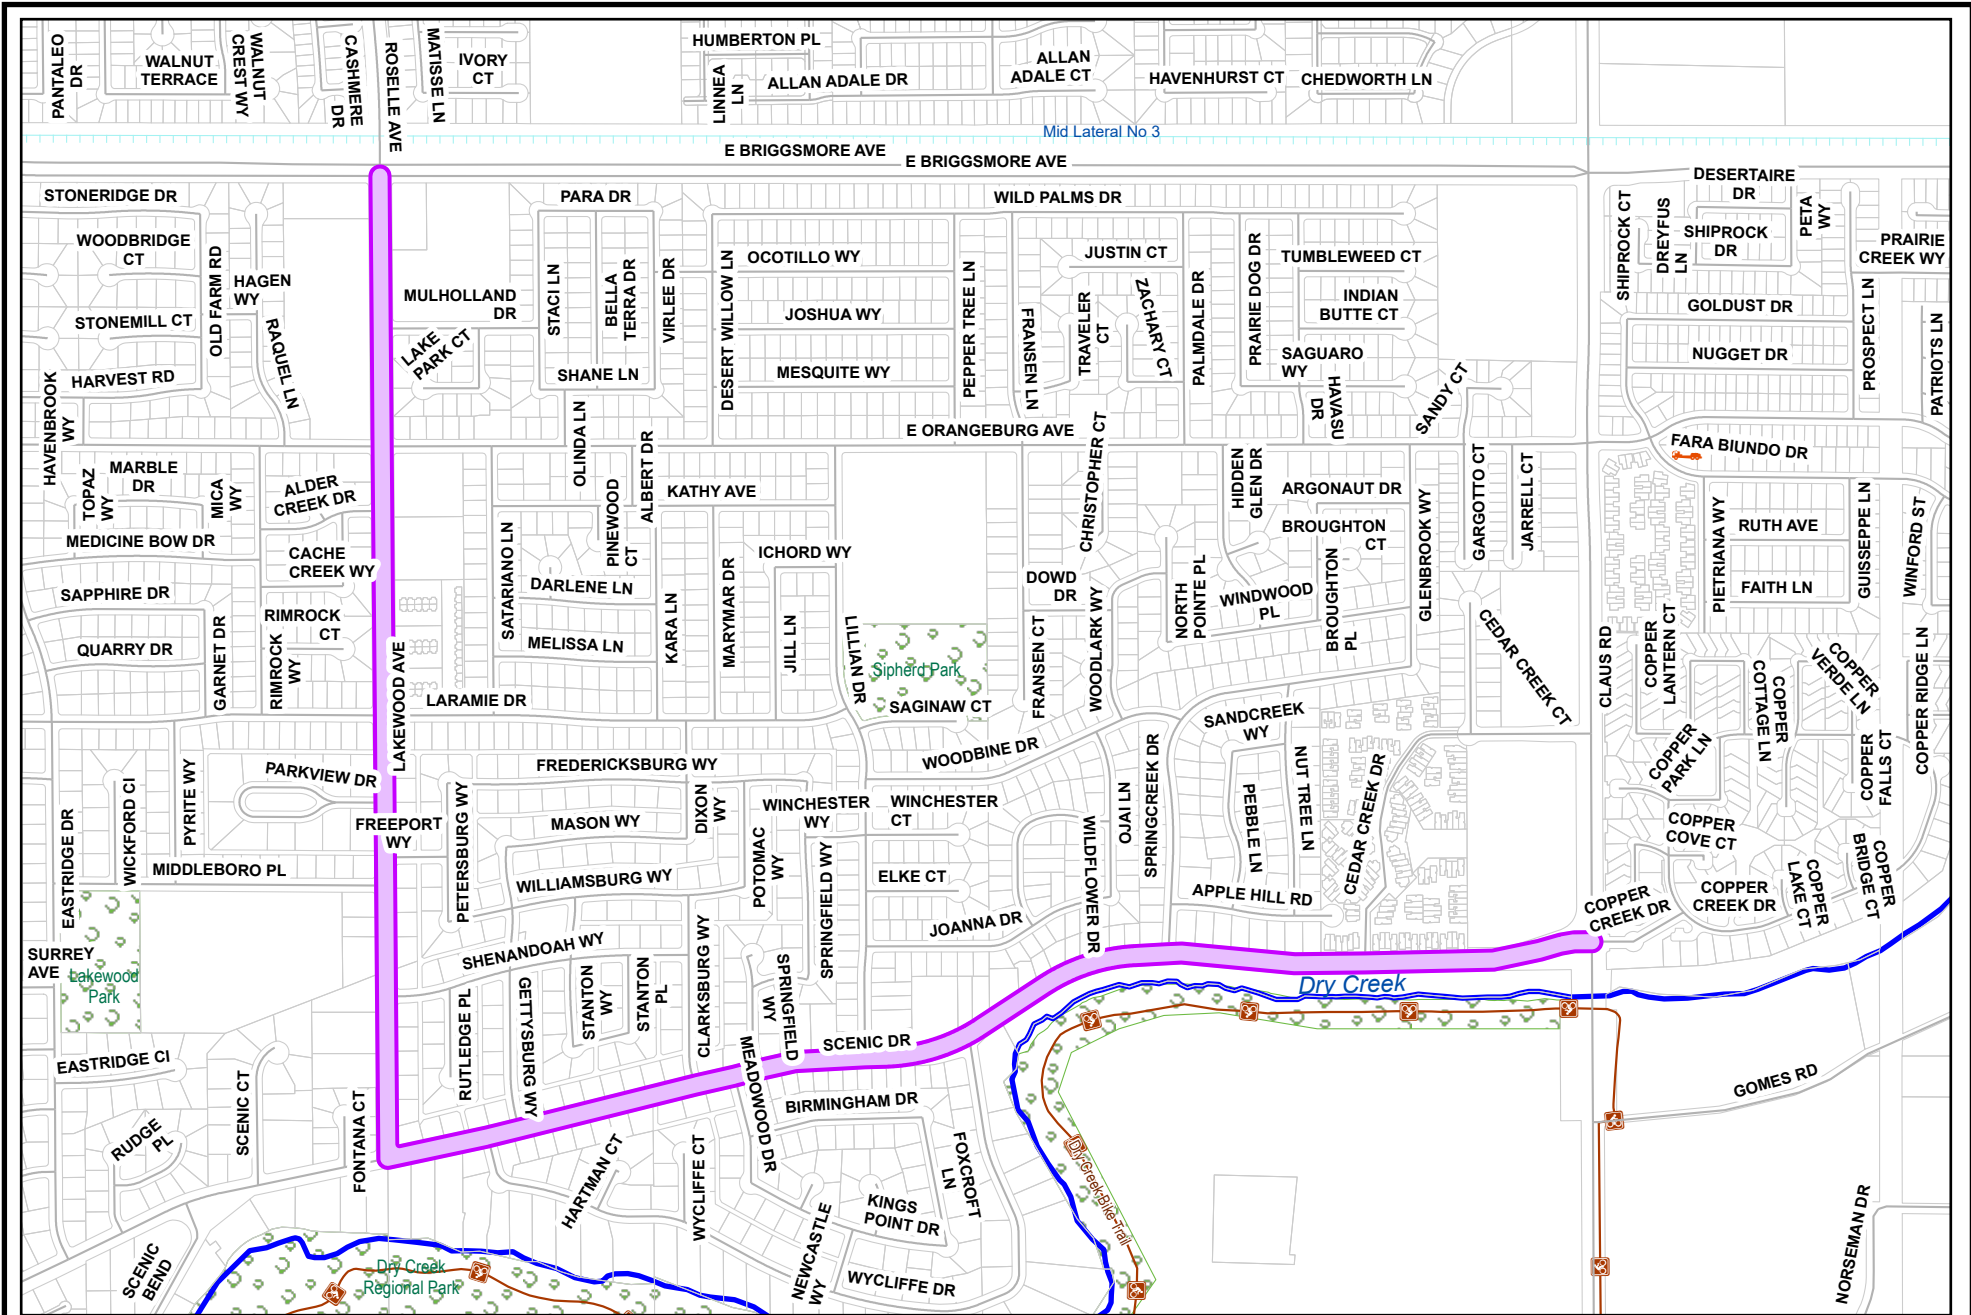 PANTALEO
DR
WALNUT
TERRACE
WALNUT
CREST WY
CASHMERE
DR
ROSELLE AVE
MATISSE LN
IVORY
CT
HUMBERTON PL
LINNEA
LN
ALLAN ADALE DR
ALLAN
ADALE CT
HAVENHURST CT
CHEDWORTH LN
Mid Lateral No 3
E BRIGGSMORE AVE
E BRIGGSMORE AVE
STONERIDGE DR
PARA DR
WILD PALMS DR
DESERTAIRE
DR
WOODBRIDGE
CT
OLD FARM RD
HAGEN
WY
MULHOLLAND
DR
STACI LN
BELLA
TERRA DR
VIRLEE DR
DESERT WILLOW LN
OCOTILLO WY
PEPPER TREE LN
JUSTIN CT
PALMDALE DR
PRAIRIE DOG DR
TUMBLEWEED CT
SHIPROCK CT
DREYFUS
LN
SHIPROCK
DR
PETA
WY
PRAIRIE
CREEK WY
STONEMILL CT
RAQUEL LN
LAKE
PARK CT
JOSHUA WY
FRANSEN LN
TRAVELER
CT
ZACHARY CT
INDIAN
BUTTE CT
GOLDUST DR
PROSPECT LN
PATRIOTS LN
HARVEST RD
SHANE LN
MESQUITE WY
SAGUARO
WY
HAVASU
DR
SANDY CT
NUGGET DR
HAVENBROOK
WY
OLINDA LN
ALBERT DR
E ORANGEBURG AVE
CHRISTOPHER CT
FARA BIUNDO DR
MARBLE
DR
TOPAZ
WY
MICA
WY
ALDER
CREEK DR
KATHY AVE
HIDDEN
GLEN DR
ARGONAUT DR
GLENBROOK WY
GARGOTTO CT
JARRELL CT
PIETRIANA WY
RUTH AVE
GUISSEPPE LN
WINFORD ST
MEDICINE BOW DR
CACHE
CREEK WY
SATARIANO LN
PINEWOOD
CT
ICHORD WY
BROUGHTON
CT
SAPPHIRE DR
DARLENE LN
KARA LN
MARYMAR DR
DOWD
DR
NORTH
POINTE PL
WINDWOOD
PL
BROUGHTON
PL
FAITH LN
QUARRY DR
GARNET DR
RIMROCK
CT
RIMROCK
WY
LAKEWOOD AVE
MELISSA LN
JILL LN
LILLIAN DR
Sipherd Park
FRANSEN CT
WOODLARK WY
CEDAR CREEK CT
CLAUS RD
COPPER
LANTERN CT
COPPER
COTTAGE LN
COPPER
VERDE LN
COPPER RIDGE LN
LARAMIE DR
SAGINAW CT
SANDCREEK
WY
PARKVIEW DR
PYRITE WY
WICKFORD CI
EASTRIDGE DR
FREDERICKSBURG WY
WOODBINE DR
OJAI LN
SPRINGCREEK DR
NUT TREE LN
PEBBLE LN
CEDAR CREEK DR
COPPER
PARK LN
COPPER
FALLS CT
FREEPORT
WY
PETERSBURG WY
MASON WY
DIXON
WY
WINCHESTER
WY
WINCHESTER
CT
WILDFLOWER DR
COPPER
COVE CT
COPPER
BRIDGE CT
MIDDLEBORO PL
WILLIAMSBURG WY
POTOMAC
WY
SPRINGFIELD WY
ELKE CT
APPLE HILL RD
COPPER
CREEK DR
COPPER
CREEK DR
COPPER
LAKE CT
SURREY
AVE
Lakewood
Park
SHENANDOAH WY
CLARKSBURG WY
JOANNA DR
Dry Creek
RUTLEDGE PL
GETTYSBURG WY
STANTON
WY
STANTON
PL
SPRINGFIELD
WY
SCENIC DR
EASTRIDGE CI
MEADOWOOD DR
BIRMINGHAM DR
GOMES RD
SCENIC CT
RUDGE
PL
FONTANA CT
HARTMAN CT
WYCLIFFE CT
FOXCROFT
LN
Dry Creek Bike Trail
KINGS
POINT DR
NEWCASTLE
WY
WYCLIFFE DR
SCENIC
BEND
Dry Creek
Regional Park
NORSEMAN DR